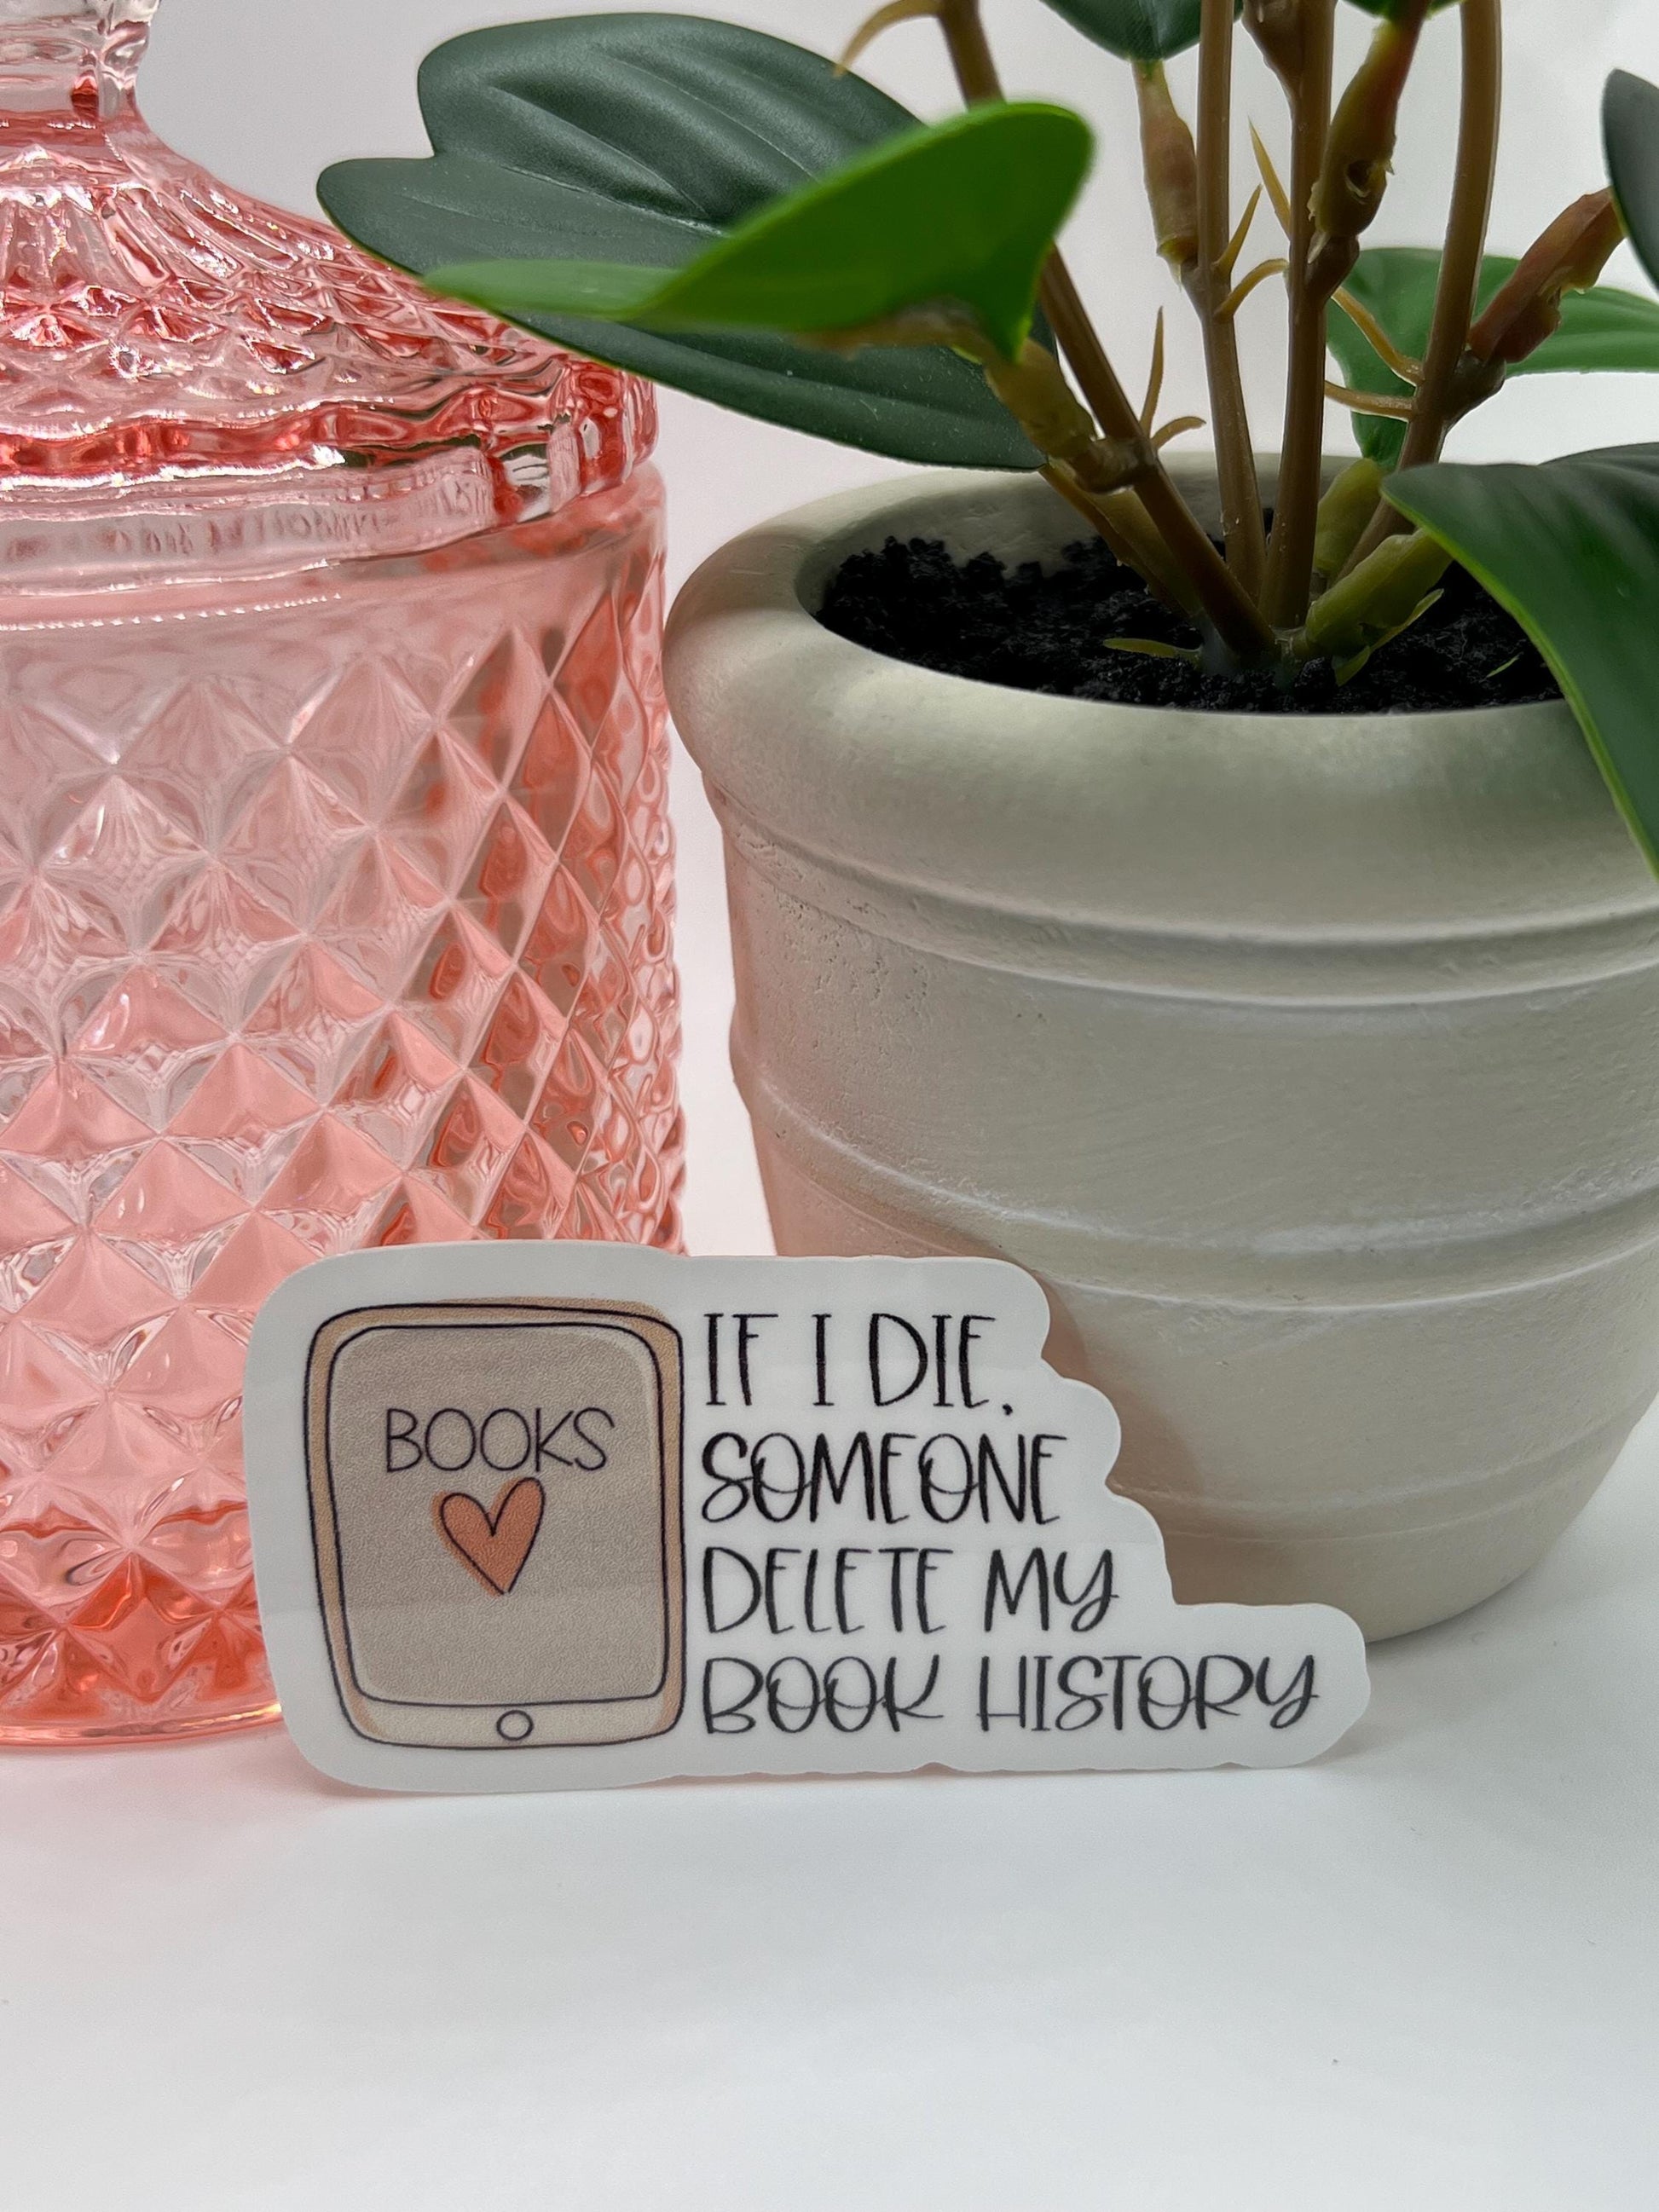 BOOKS
IF I DIE,
SOMEONE
DELETE MY
BOOK HISTORY